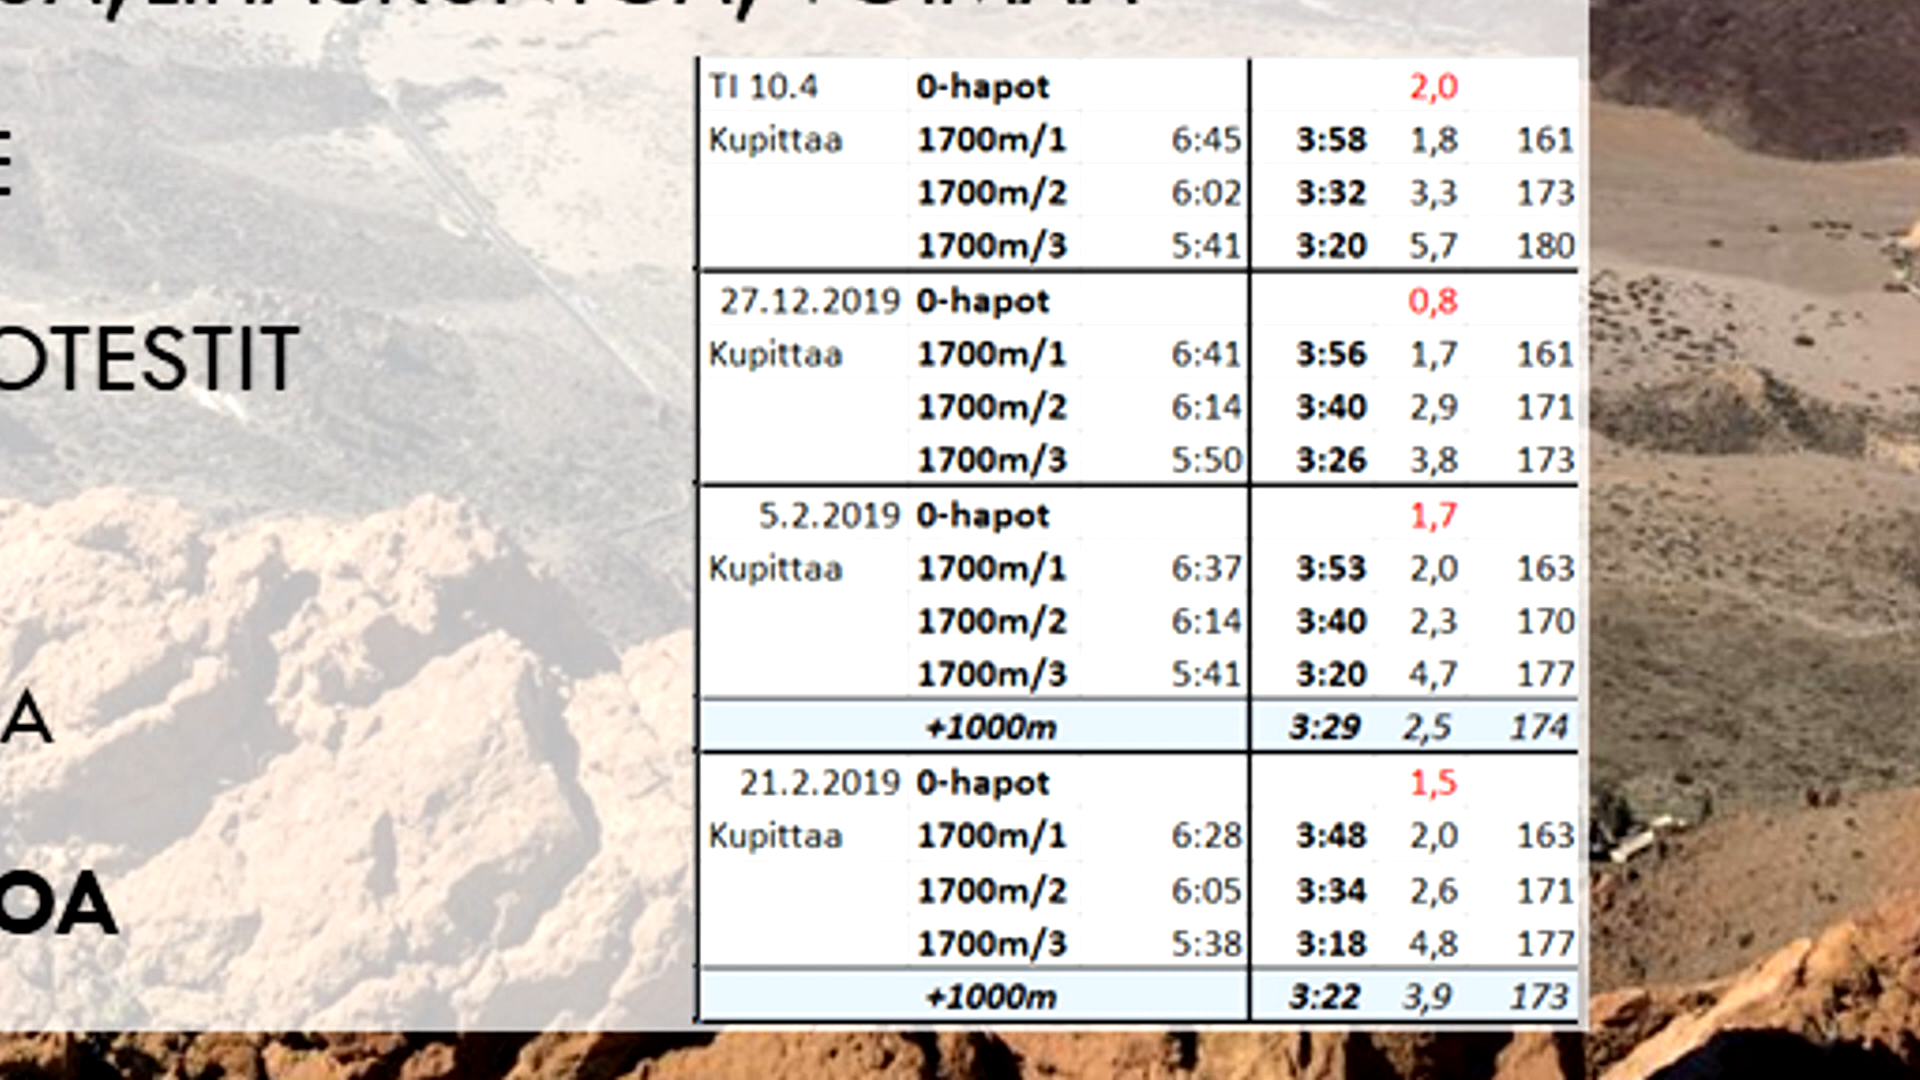 OTESTIT
A
OA
TI 10.4 0-hapot 2,0
Kupittaa 1700m/1 6:45 3:58 1,8 161
1700m/2 6:02 3:32 3,3 173
1700m/3 5:41 3:20 5,7 180
27.12.2019 0-hapot 0,8
Kupittaa 1700m/1 6:41 3:56 1,7 161
1700m/2 6:14 3:40 2,9 171
1700m/3 5:50 3:26 3,8 173
5.2.2019 0-hapot 1,7
Kupittaa 1700m/1 6:37 3:53 2,0 163
1700m/2 6:14 3:40 2,3 170
1700m/3 5:41 3:20 4,7 177
+1000m 3:29 2,5 174
21.2.2019 0-hapot 1,5
Kupittaa 1700m/1 6:28 3:48 2,0 163
1700m/2 6:05 3:34 2,6 171
1700m/3 5:38 3:18 4,8 177
+1000m 3:22 3,9 173